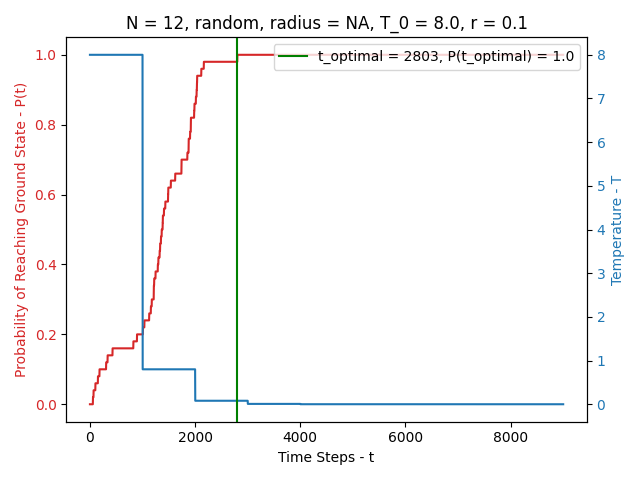 N = 12, random, radius = NA, T_0 = 8.0, r = 0.1
t_optimal = 2803, P(t_optimal) = 1.0
Probability of Reaching Ground State - P(t)
1.0
0.8
0.6
0.4
0.2
0.0
8
7
6
5
4
3
2
1
0
Temperature - T
0 2000 4000 6000 8000
Time Steps - t